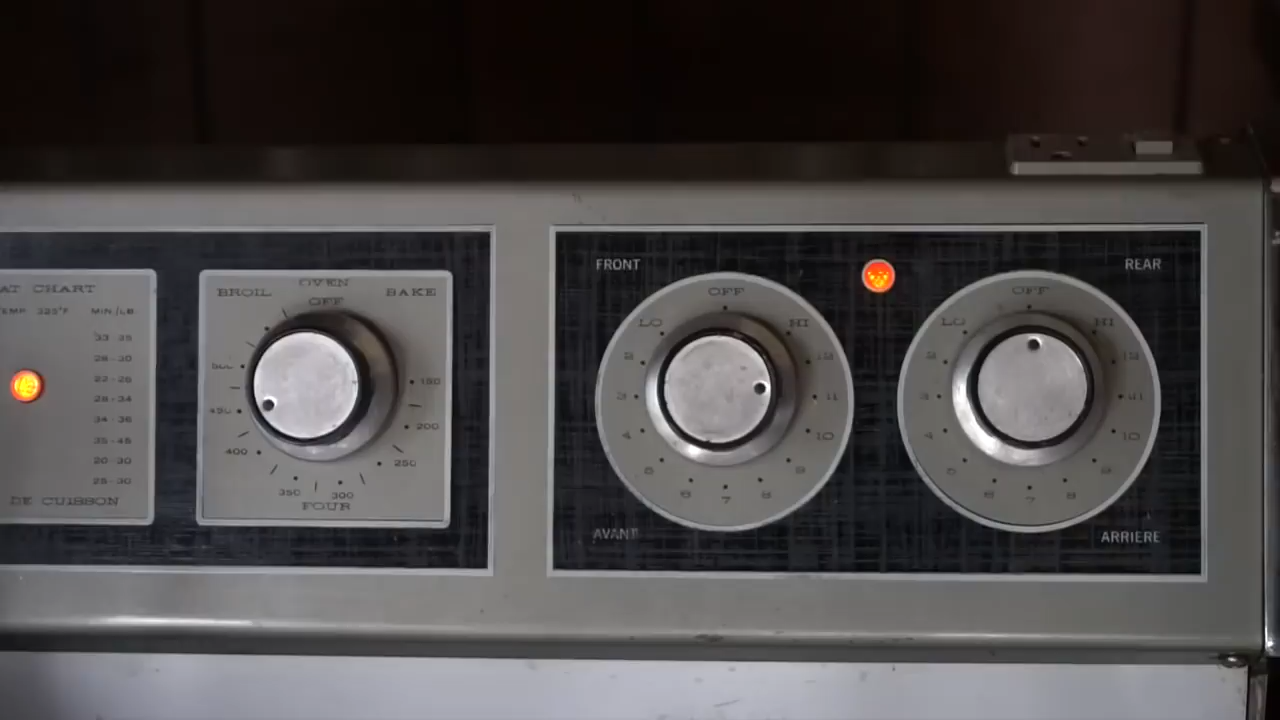 AT CHART
EMP. 325°F MIN/LB
33-35
28-30
22-26
28-34
34-36
35-45
20-30
25-30
DE CUISSON
OVEN
BROIL OFF BAKE
150
200
250
300
350
400
450
500
FOUR
FRONT
OFF
LO HI
2 12
3 11
4 10
5 9
6 7 8
AVANT
REAR
OFF
LO HI
2 12
3 11
4 10
5 9
6 7 8
ARRIERE